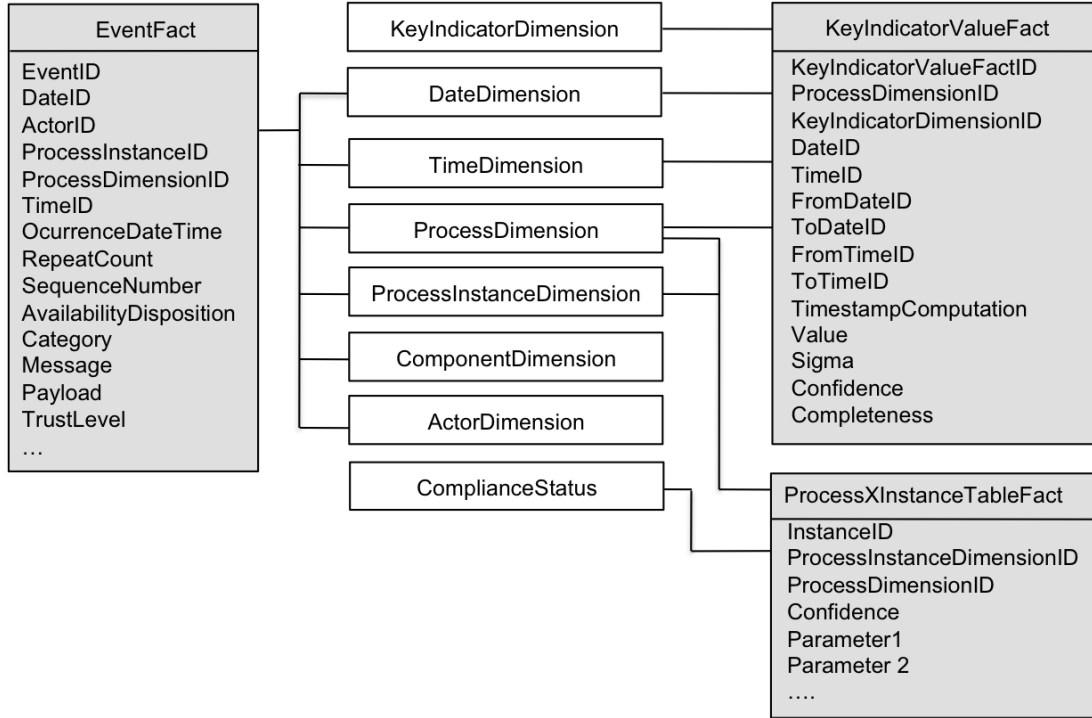 EventFact
EventID
DateID
ActorID
ProcessInstanceID
ProcessDimensionID
TimeID
OcurrenceDateTime
RepeatCount
SequenceNumber
AvailabilityDisposition
Category
Message
Payload
TrustLevel
…
KeyIndicatorDimension
DateDimension
TimeDimension
ProcessDimension
ProcessInstanceDimension
ComponentDimension
ActorDimension
ComplianceStatus
KeyIndicatorValueFact
KeyIndicatorValueFactID
ProcessDimensionID
KeyIndicatorDimensionID
DateID
TimeID
FromDateID
ToDateID
FromTimeID
ToTimeID
TimestampComputation
Value
Sigma
Confidence
Completeness
ProcessXInstanceTableFact
InstanceID
ProcessInstanceDimensionID
ProcessDimensionID
Confidence
Parameter1
Parameter 2
….